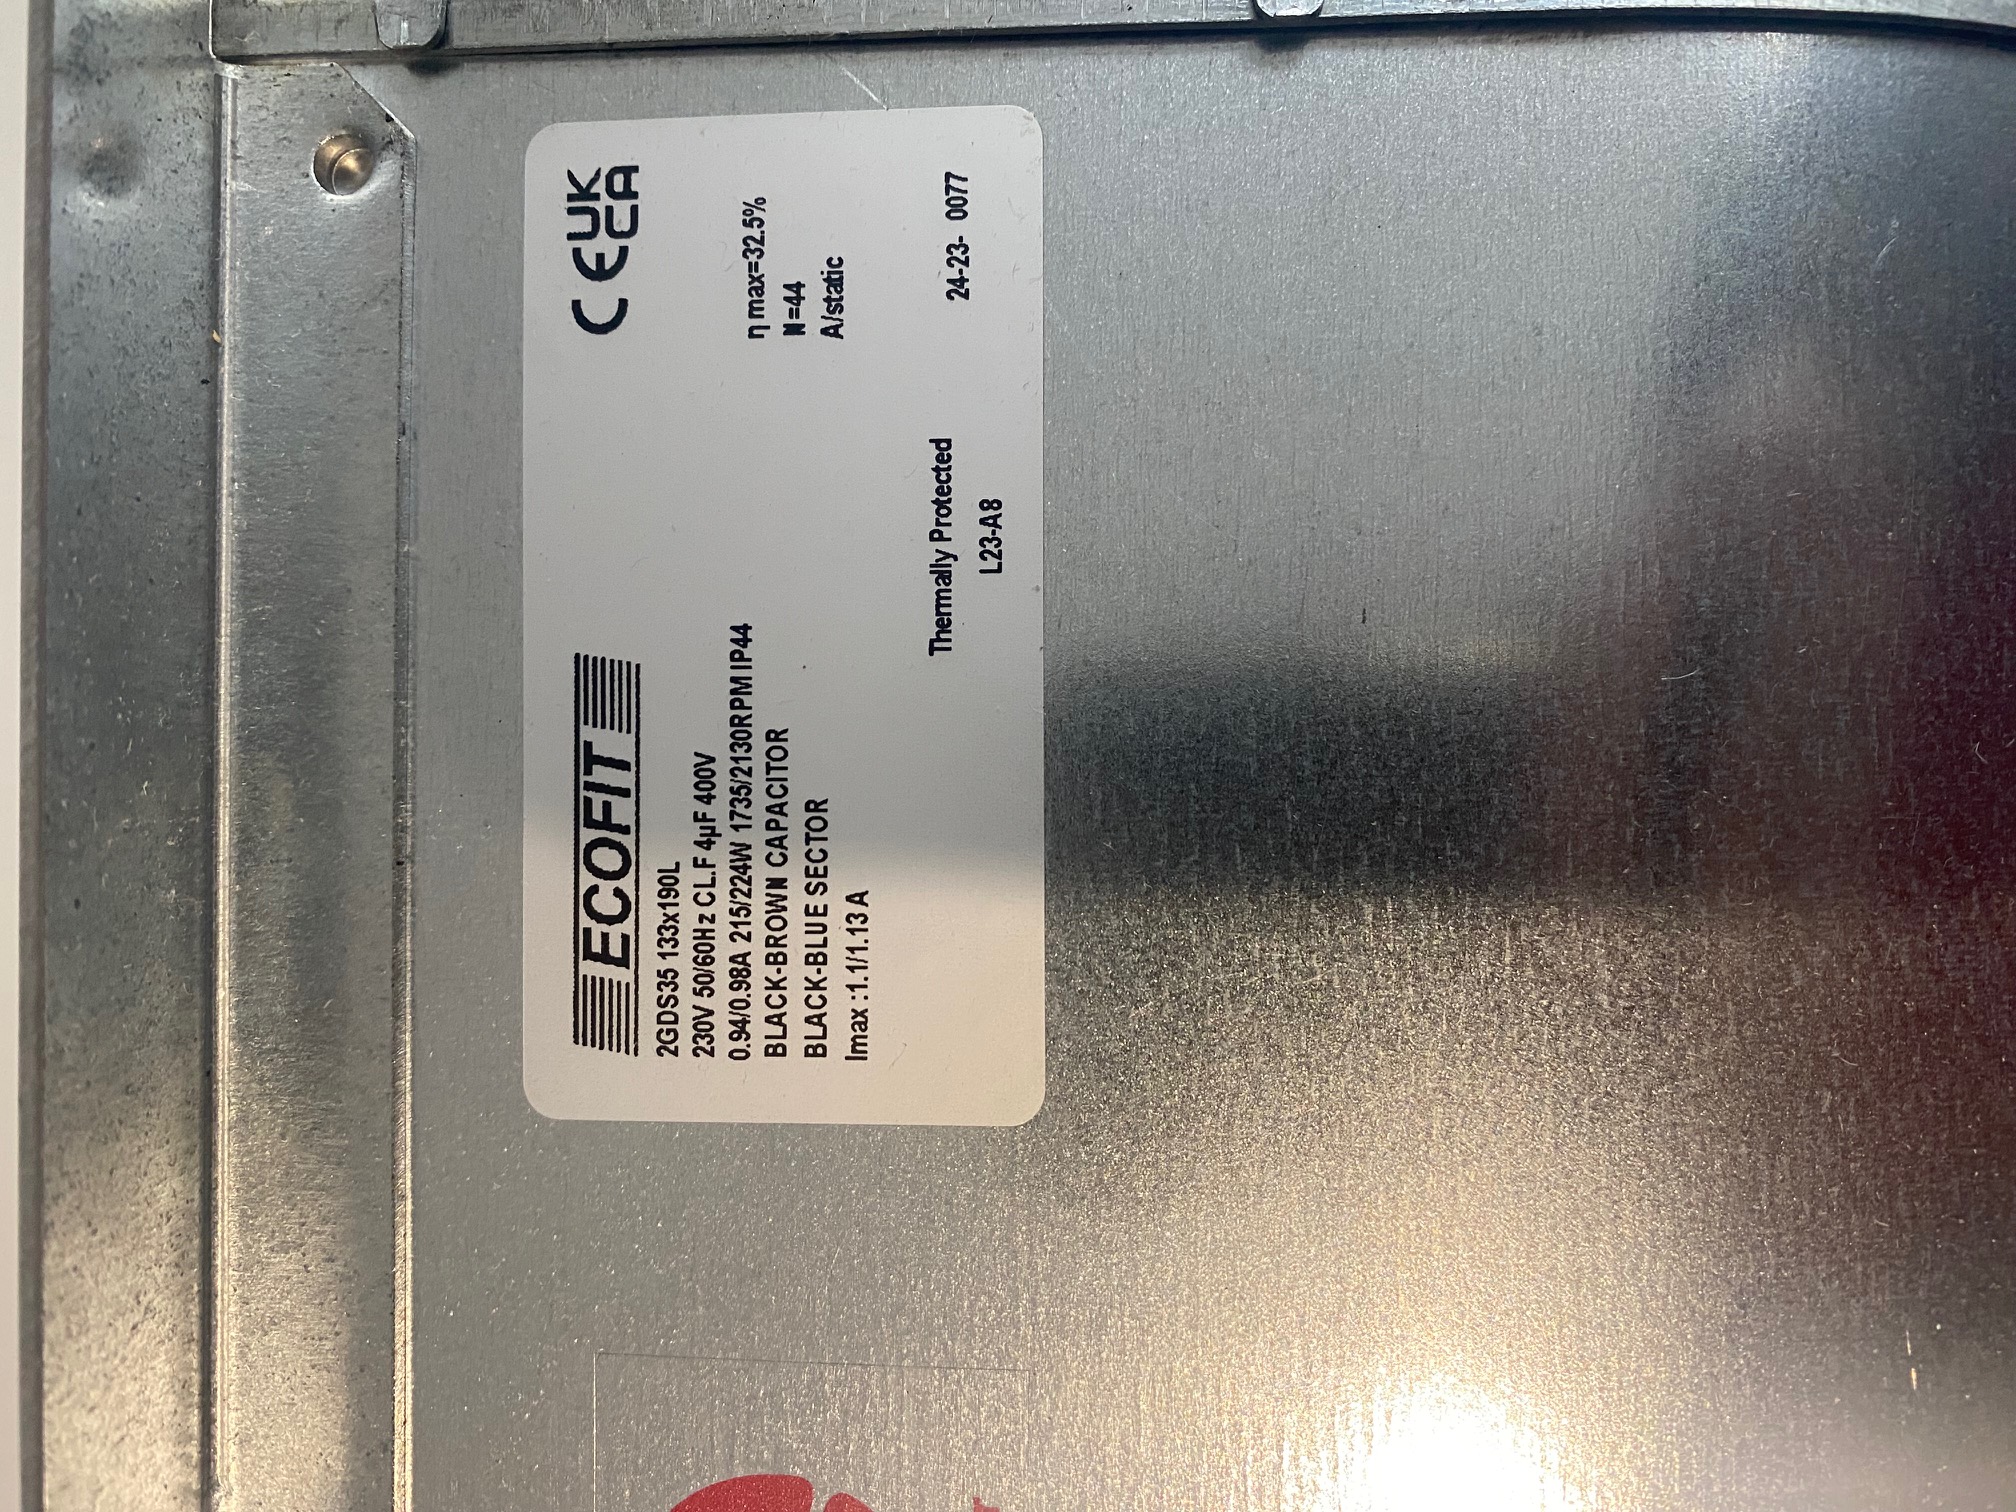 ECOFIT
CE UK CA
2GDS35 133x190L
230V 50/60Hz CL.F 4µF 400V
0.94/0.98A 215/224W 1735/2130RPM IP44
BLACK-BROWN CAPACITOR
BLACK-BLUE SECTOR
Imax :1.1/1.13 A
η max=32.5%
N=44
A/static
Thermally Protected
24-23- 0077
L23-A8